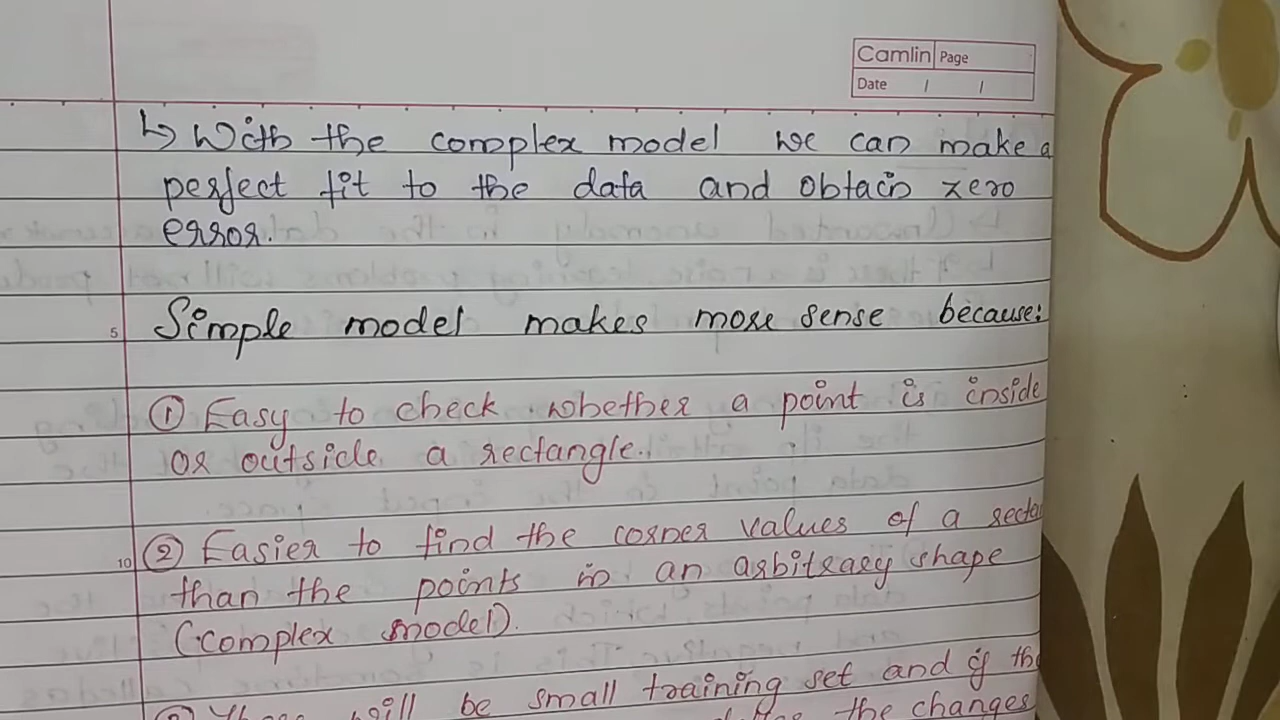 Camlin Page
Date / /
↳ With the complex model we can make a
perfect fit to the data and obtain zero
error.
5
Simple model makes more sense because:
① Easy to check whether a point is inside
or outside a rectangle.
10 ② Easier to find the corner values of a recta
than the points in an arbitrary shape
(complex model).
will be small training set and if the
the changes